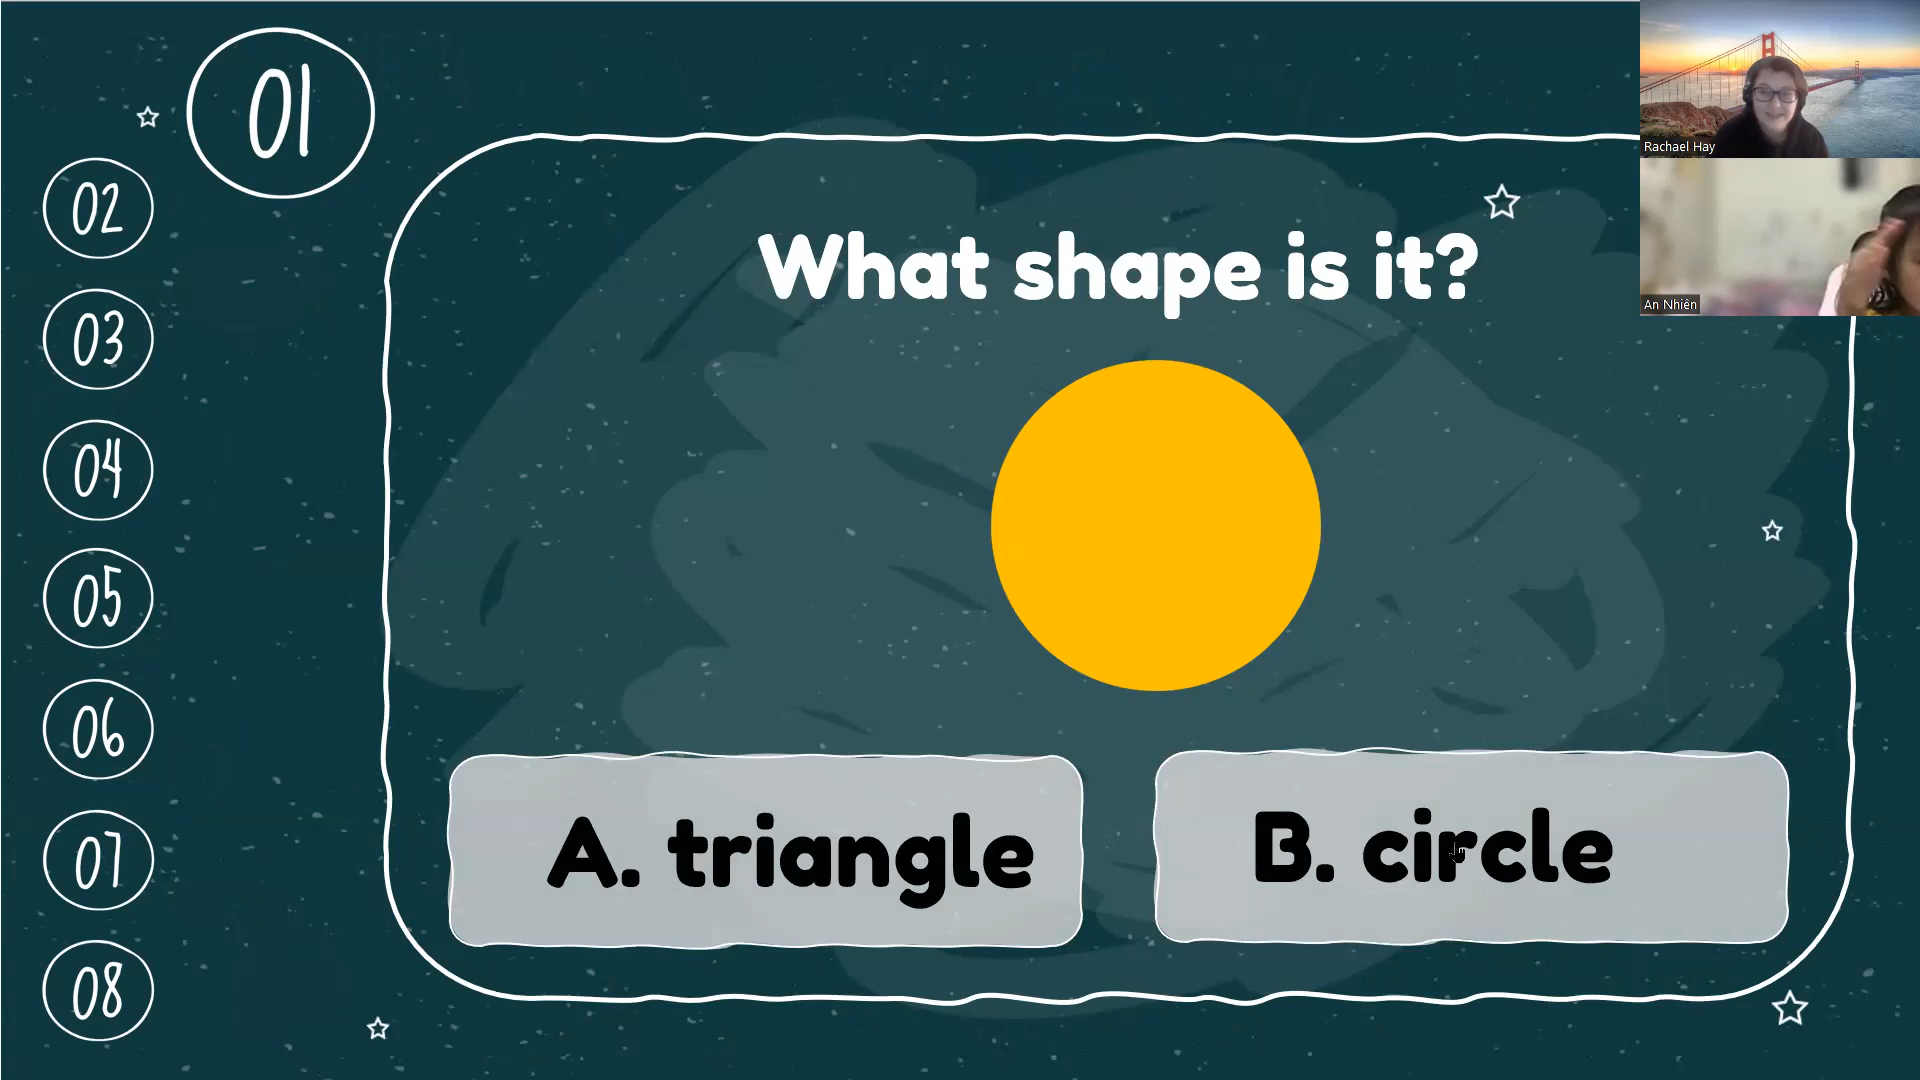 01
02
03
04
05
06
07
08
What shape is it?
A. triangle
B. circle
Rachael Hay
An Nhiên